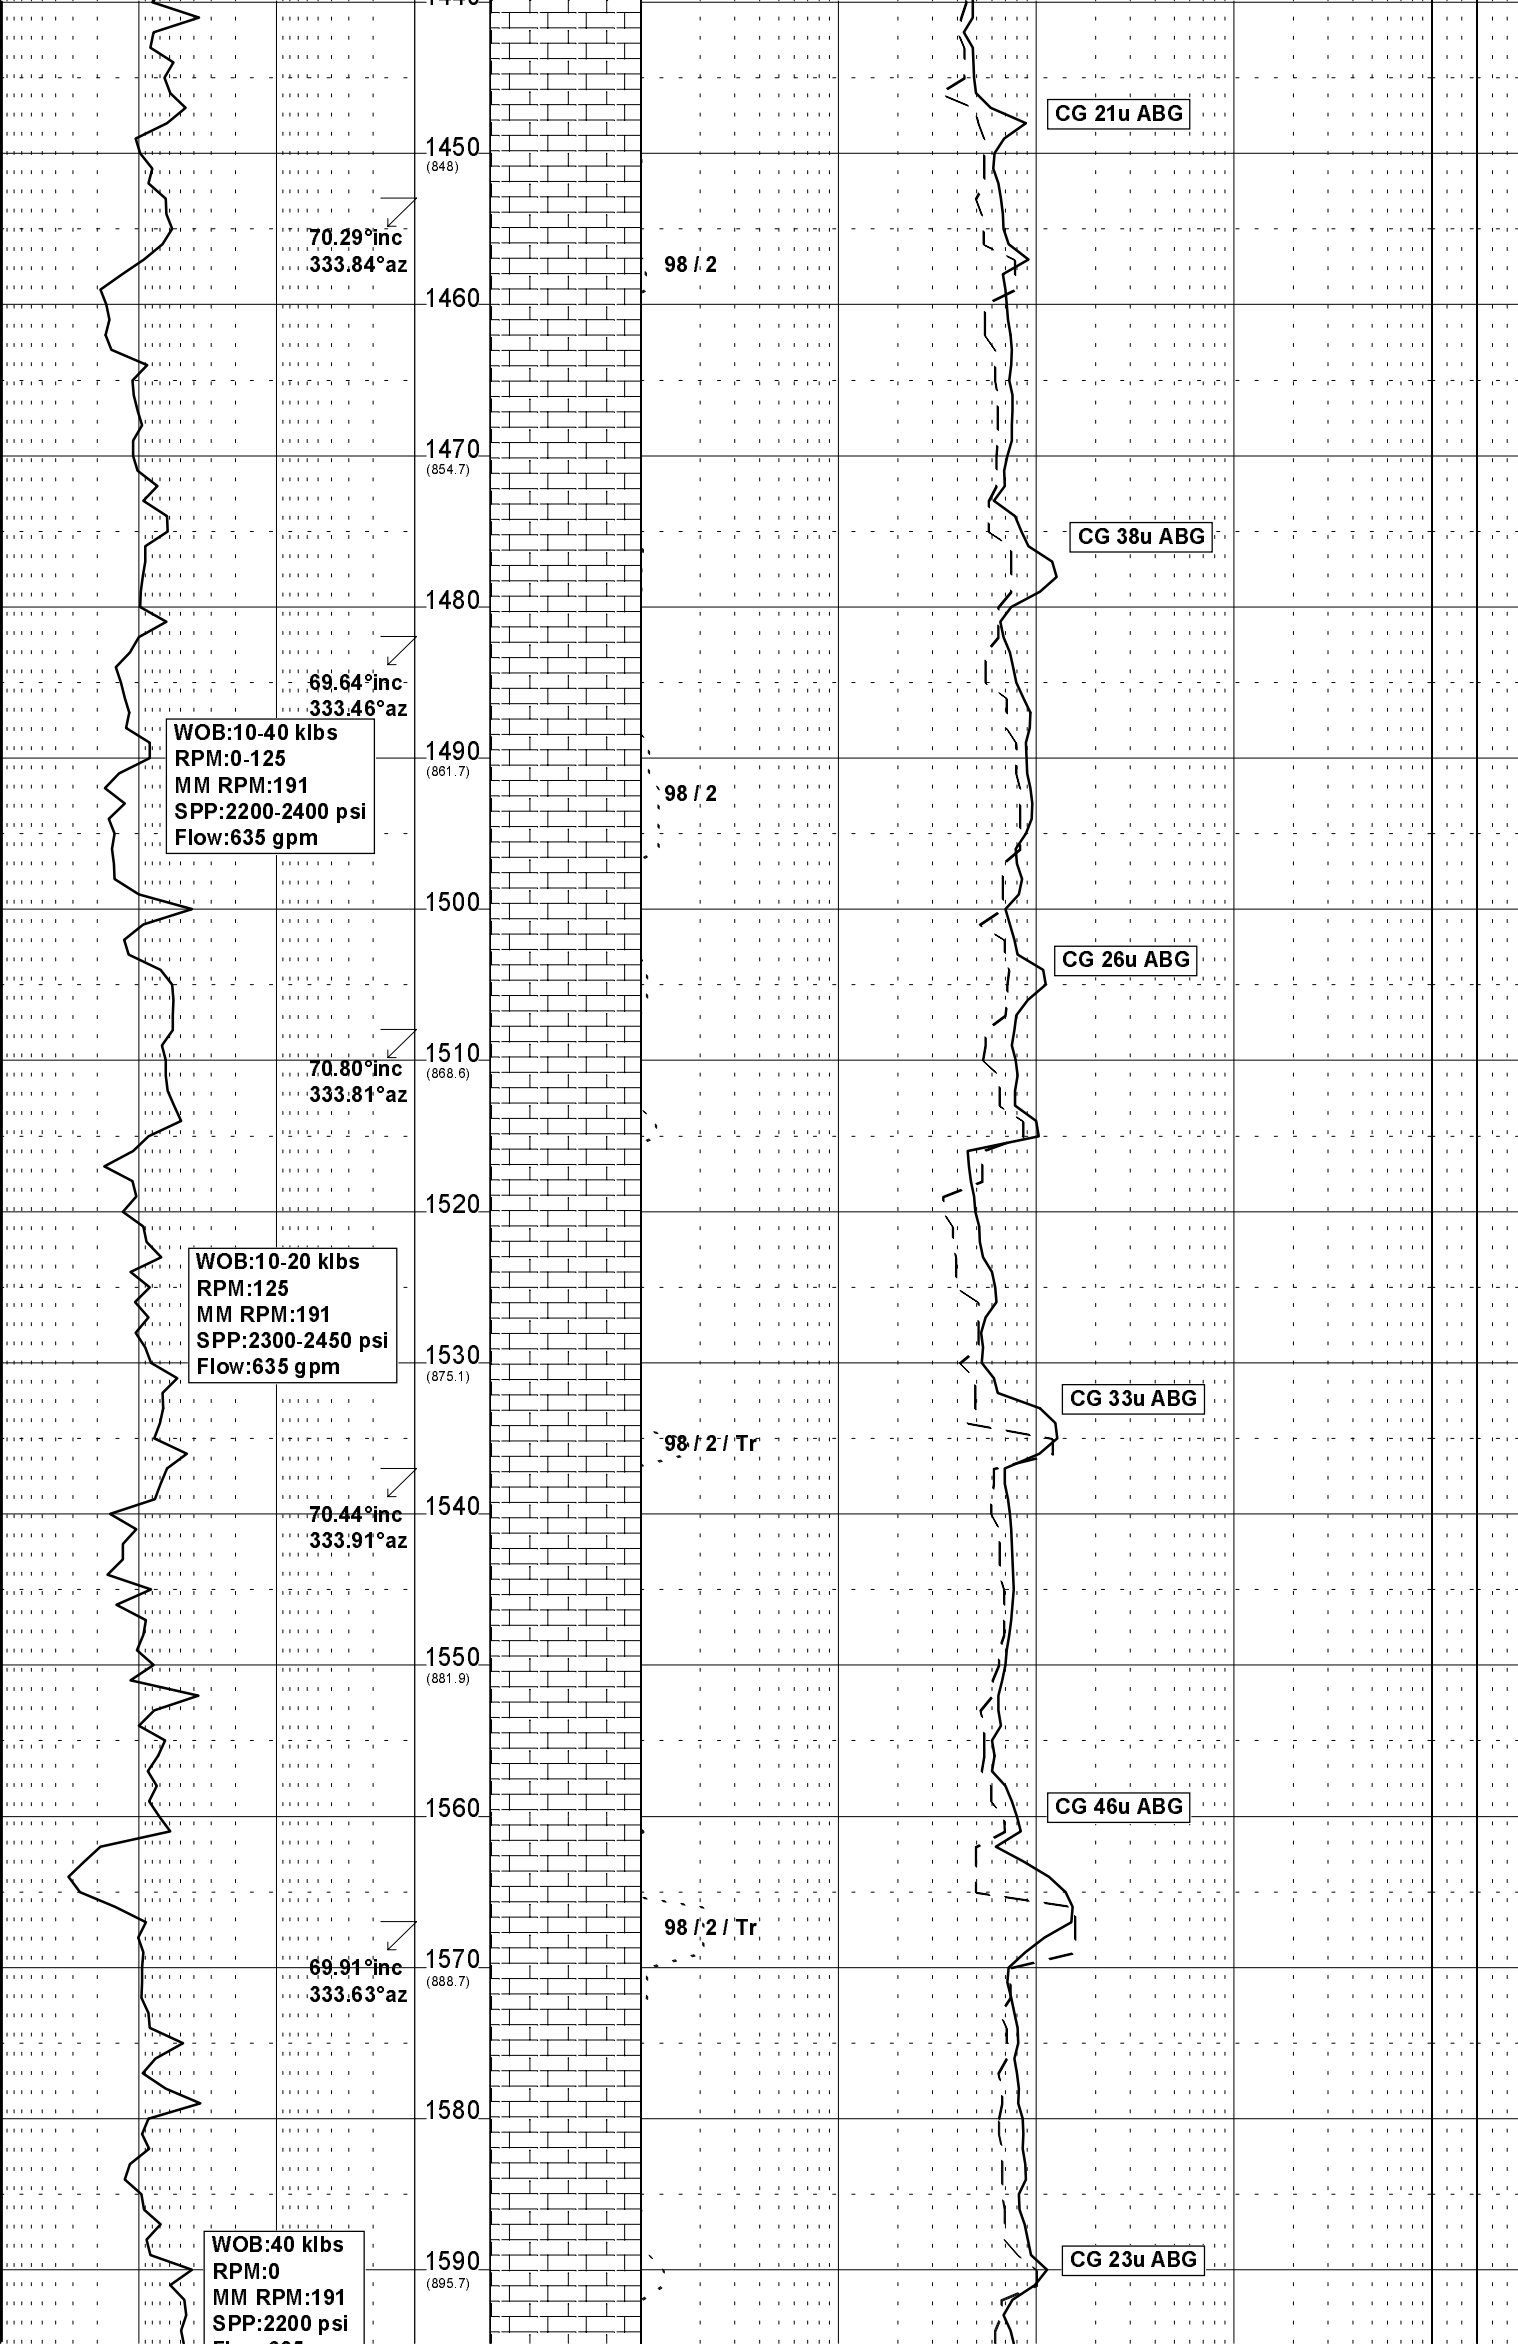 CG 21u ABG
1450
(848)
70.29°inc
333.84°az
98 / 2
1460
1470
(854.7)
CG 38u ABG
1480
69.64°inc
333.46°az
WOB:10-40 klbs
RPM:0-125
MM RPM:191
SPP:2200-2400 psi
Flow:635 gpm
1490
(861.7)
98 / 2
1500
CG 26u ABG
1510
(868.6)
70.80°inc
333.81°az
1520
WOB:10-20 klbs
RPM:125
MM RPM:191
SPP:2300-2450 psi
Flow:635 gpm
1530
(875.1)
CG 33u ABG
98 / 2 / Tr
1540
70.44°inc
333.91°az
1550
(881.9)
1560
CG 46u ABG
98 / 2 / Tr
1570
(888.7)
69.91°inc
333.63°az
1580
WOB:40 klbs
RPM:0
MM RPM:191
SPP:2200 psi
1590
(895.7)
CG 23u ABG